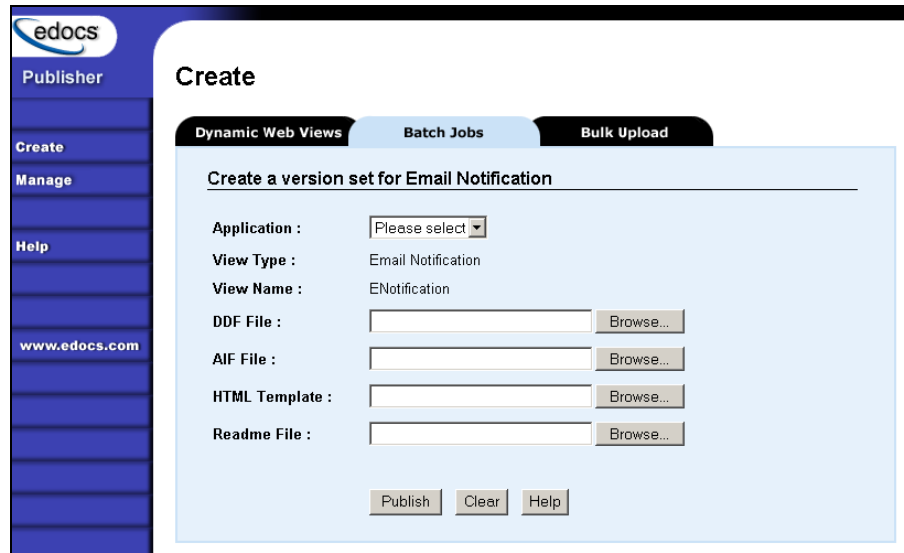 edocs
Publisher
Create
Manage
Help
www.edocs.com
Create
Dynamic Web Views Batch Jobs Bulk Upload
Create a version set for Email Notification
Application : Please select
View Type : Email Notification
View Name : ENotification
DDF File : Browse...
AIF File : Browse...
HTML Template : Browse...
Readme File : Browse...
Publish Clear Help